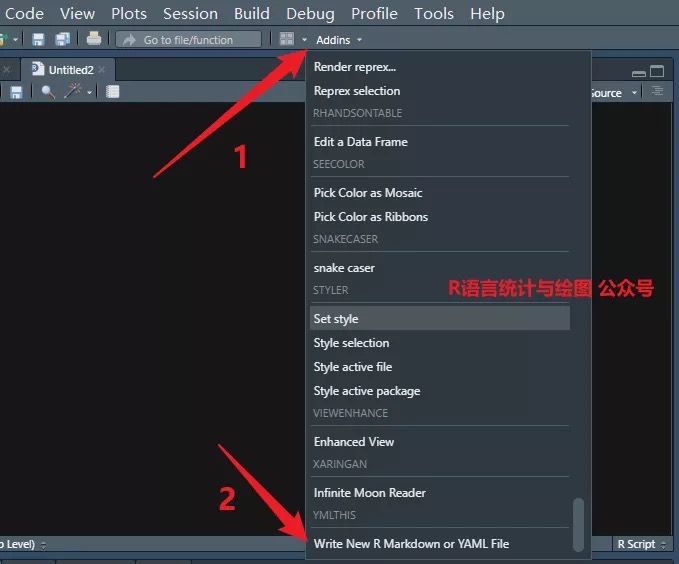 Code View Plots Session Build Debug Profile Tools Help
Go to file/function Addins
Untitled2
Source
Render reprex...
Reprex selection
RHANDSONTABLE
Edit a Data Frame
SEECOLOR
1
Pick Color as Mosaic
Pick Color as Ribbons
SNAKECASER
snake caser
STYLER
R语言统计与绘图 公众号
Set style
Style selection
Style active file
Style active package
VIEWENHANCE
Enhanced View
XARINGAN
Infinite Moon Reader
2
YMLTHIS
Write New R Markdown or YAML File
Level) R Script